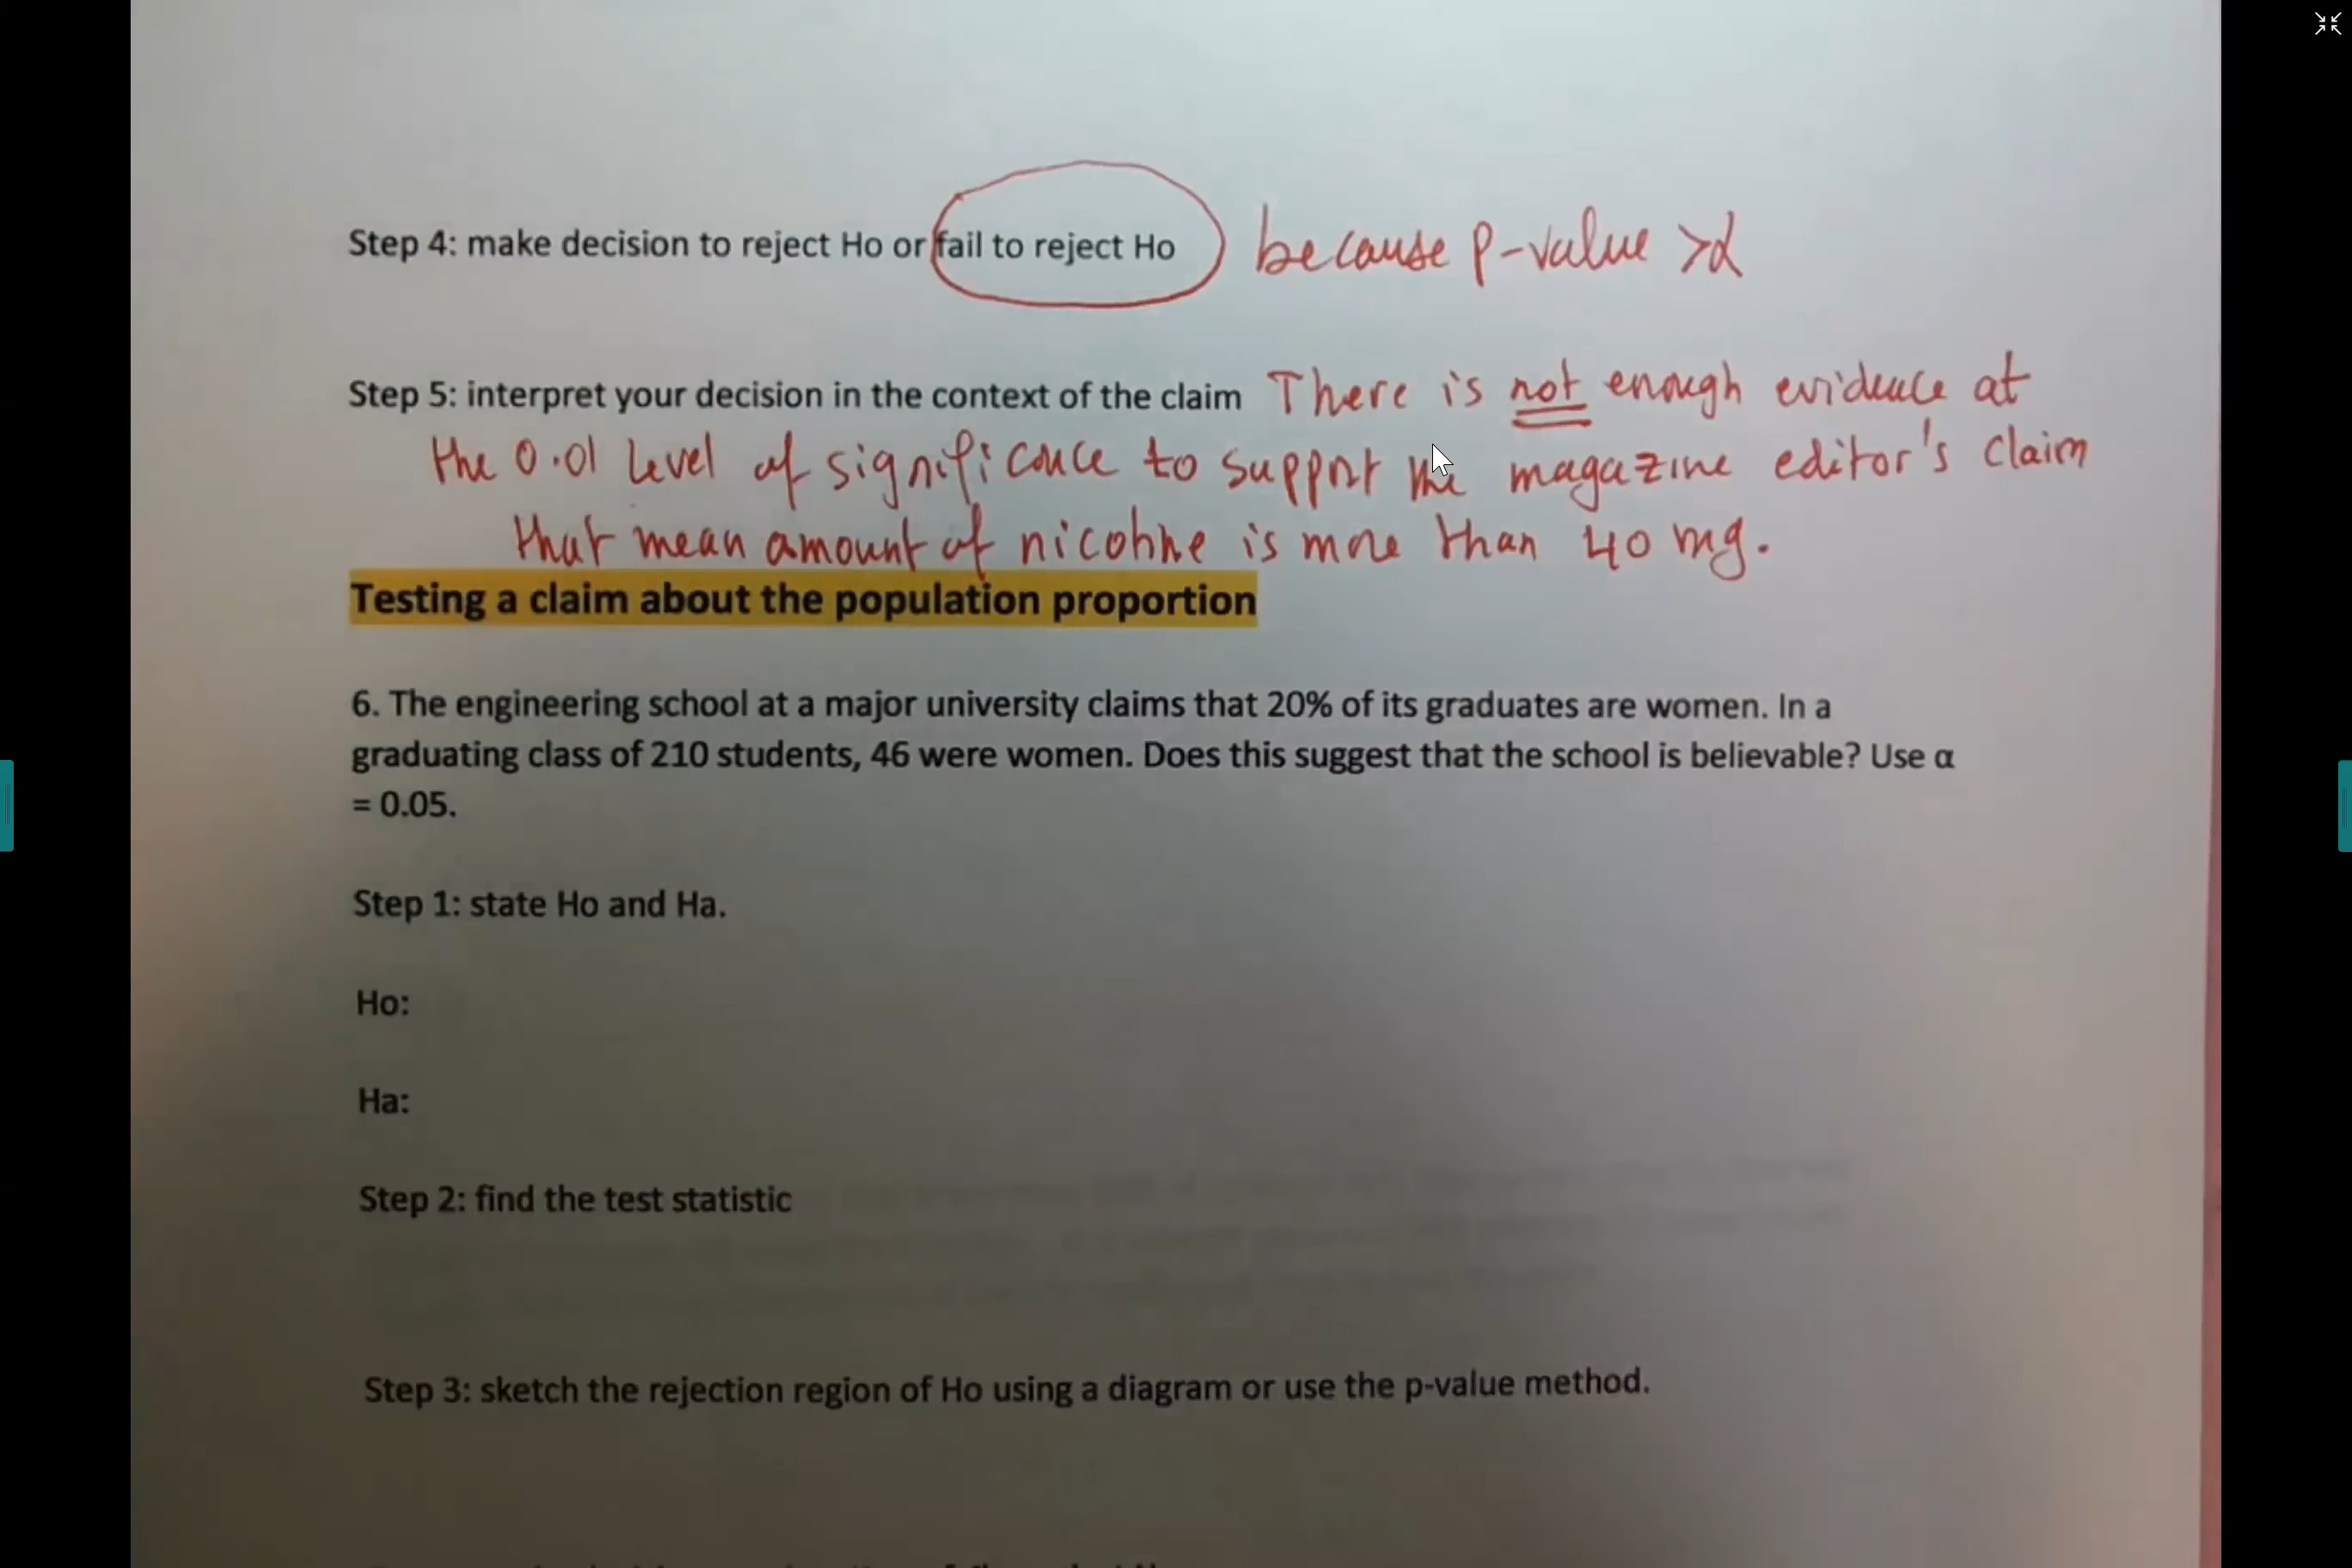 Step 4: make decision to reject Ho or fail to reject Ho because p-value >α
Step 5: interpret your decision in the context of the claim There is not enough evidence at
the 0.01 level of significance to support the magazine editor's claim
that mean amount of nicotine is more than 40 mg.
Testing a claim about the population proportion
6. The engineering school at a major university claims that 20% of its graduates are women. In a
graduating class of 210 students, 46 were women. Does this suggest that the school is believable? Use α
= 0.05.
Step 1: state Ho and Ha.
Ho:
Ha:
Step 2: find the test statistic
Step 3: sketch the rejection region of Ho using a diagram or use the p-value method.